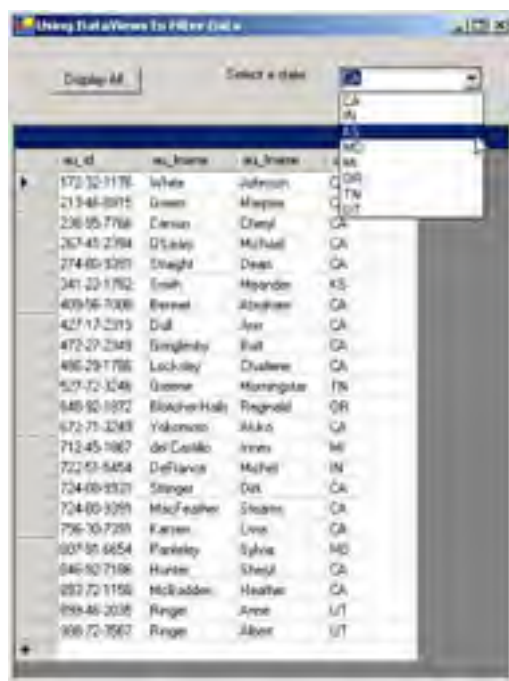 Using DataViews to Filter Data
Display All
Select a state
CA
CA
IN
KS
MD
MI
OR
TN
UT
au_id au_lname au_fname
172-32-1176 White Johnson
213-46-8915 Green Marjorie
238-95-7766 Carson Cheryl CA
267-41-2394 O'Leary Michael CA
274-80-9391 Straight Dean CA
341-22-1782 Smith Meander KS
409-56-7008 Bennet Abraham CA
427-17-2319 Dull Ann CA
472-27-2349 Gringlesby Burt CA
486-29-1786 Locksley Charlene CA
527-72-3246 Greene Morningstar TN
648-92-1872 Blotchet-Halls Reginald OR
672-71-3249 Yokomoto Akiko CA
712-45-1867 del Castillo Innes MI
722-51-5454 DeFrance Michel IN
724-08-9931 Stringer Dirk CA
724-80-9391 MacFeather Stearns CA
756-30-7391 Karsen Livia CA
807-91-6654 Panteley Sylvia MD
846-92-7186 Hunter Sheryl CA
893-72-1158 McBadden Heather CA
899-46-2035 Ringer Anne UT
998-72-3567 Ringer Albert UT